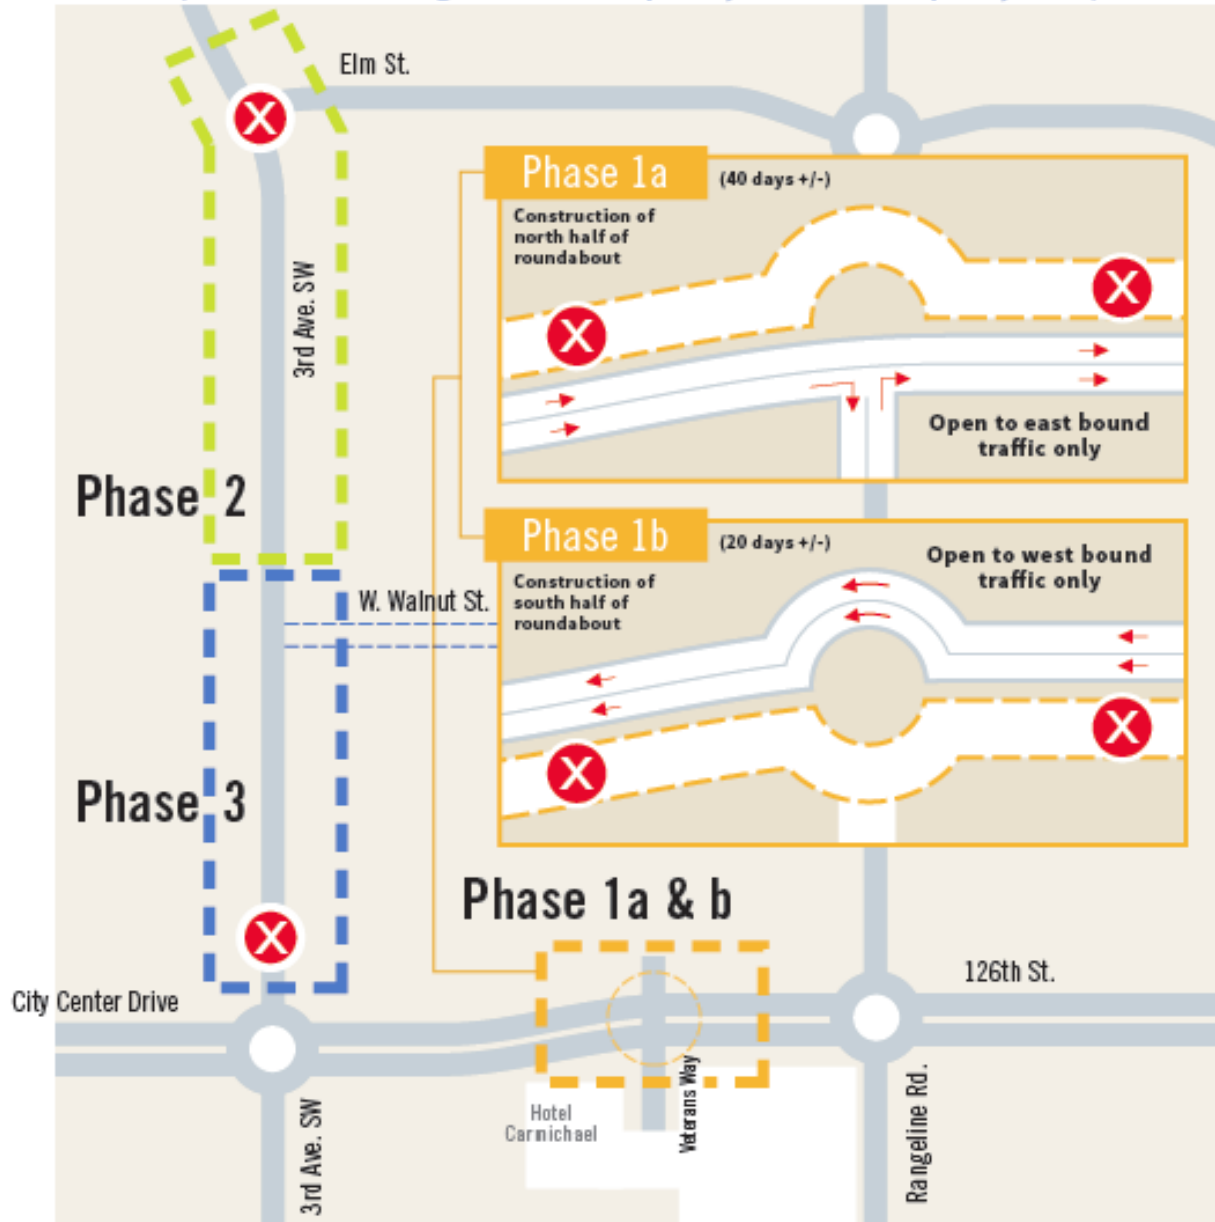 Elm St.
Phase 1a
(40 days +/-)
Construction of
north half of
roundabout
X
X
X
3rd Ave. SW
Open to east bound
traffic only
Phase 2
Phase 1b
(20 days +/-)
Open to west bound
traffic only
Construction of
south half of
roundabout
W. Walnut St.
X
X
Phase 3
Phase 1a & b
X
City Center Drive
126th St.
Hotel
Carmichael
Veterans Way
Rangeline Rd.
3rd Ave. SW